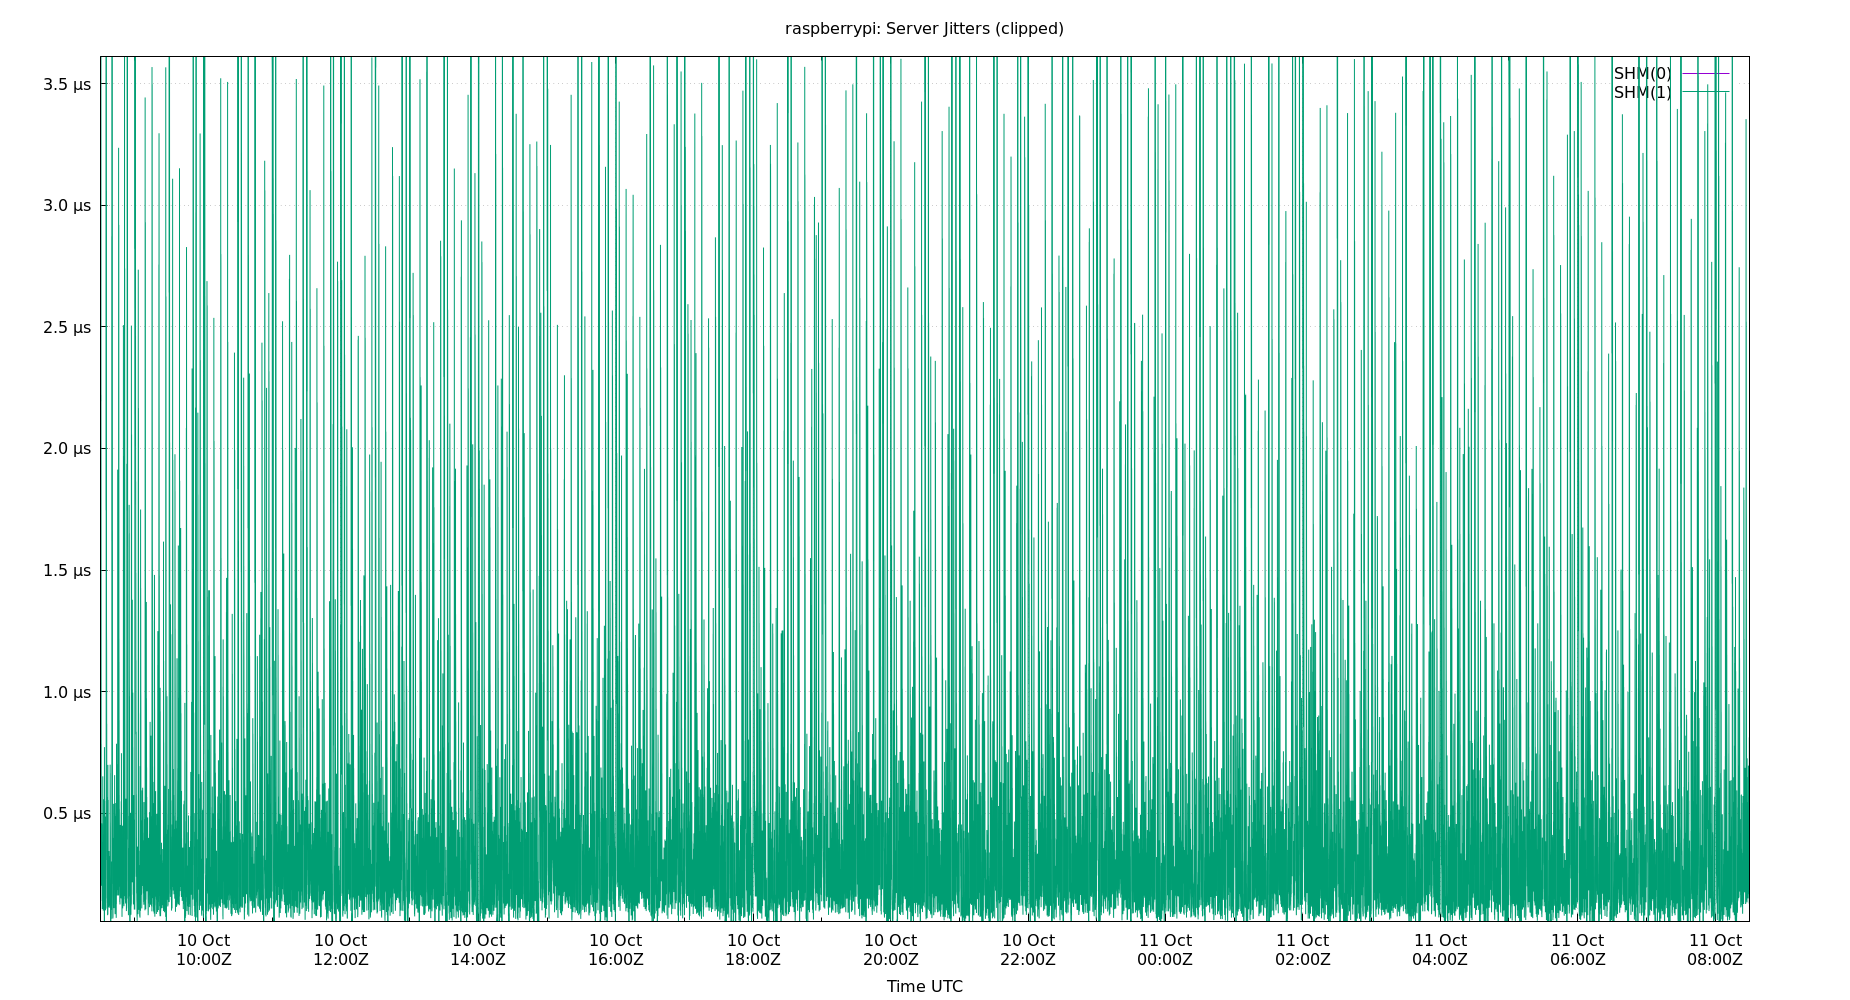 raspberrypi: Server Jitters (clipped)
SHM(0)
SHM(1)
3.5 µs
3.0 µs
2.5 µs
2.0 µs
1.5 µs
1.0 µs
0.5 µs
10 Oct 10 Oct 10 Oct 10 Oct 10 Oct 10 Oct 10 Oct 11 Oct 11 Oct 11 Oct 11 Oct 11 Oct
10:00Z 12:00Z 14:00Z 16:00Z 18:00Z 20:00Z 22:00Z 00:00Z 02:00Z 04:00Z 06:00Z 08:00Z
Time UTC